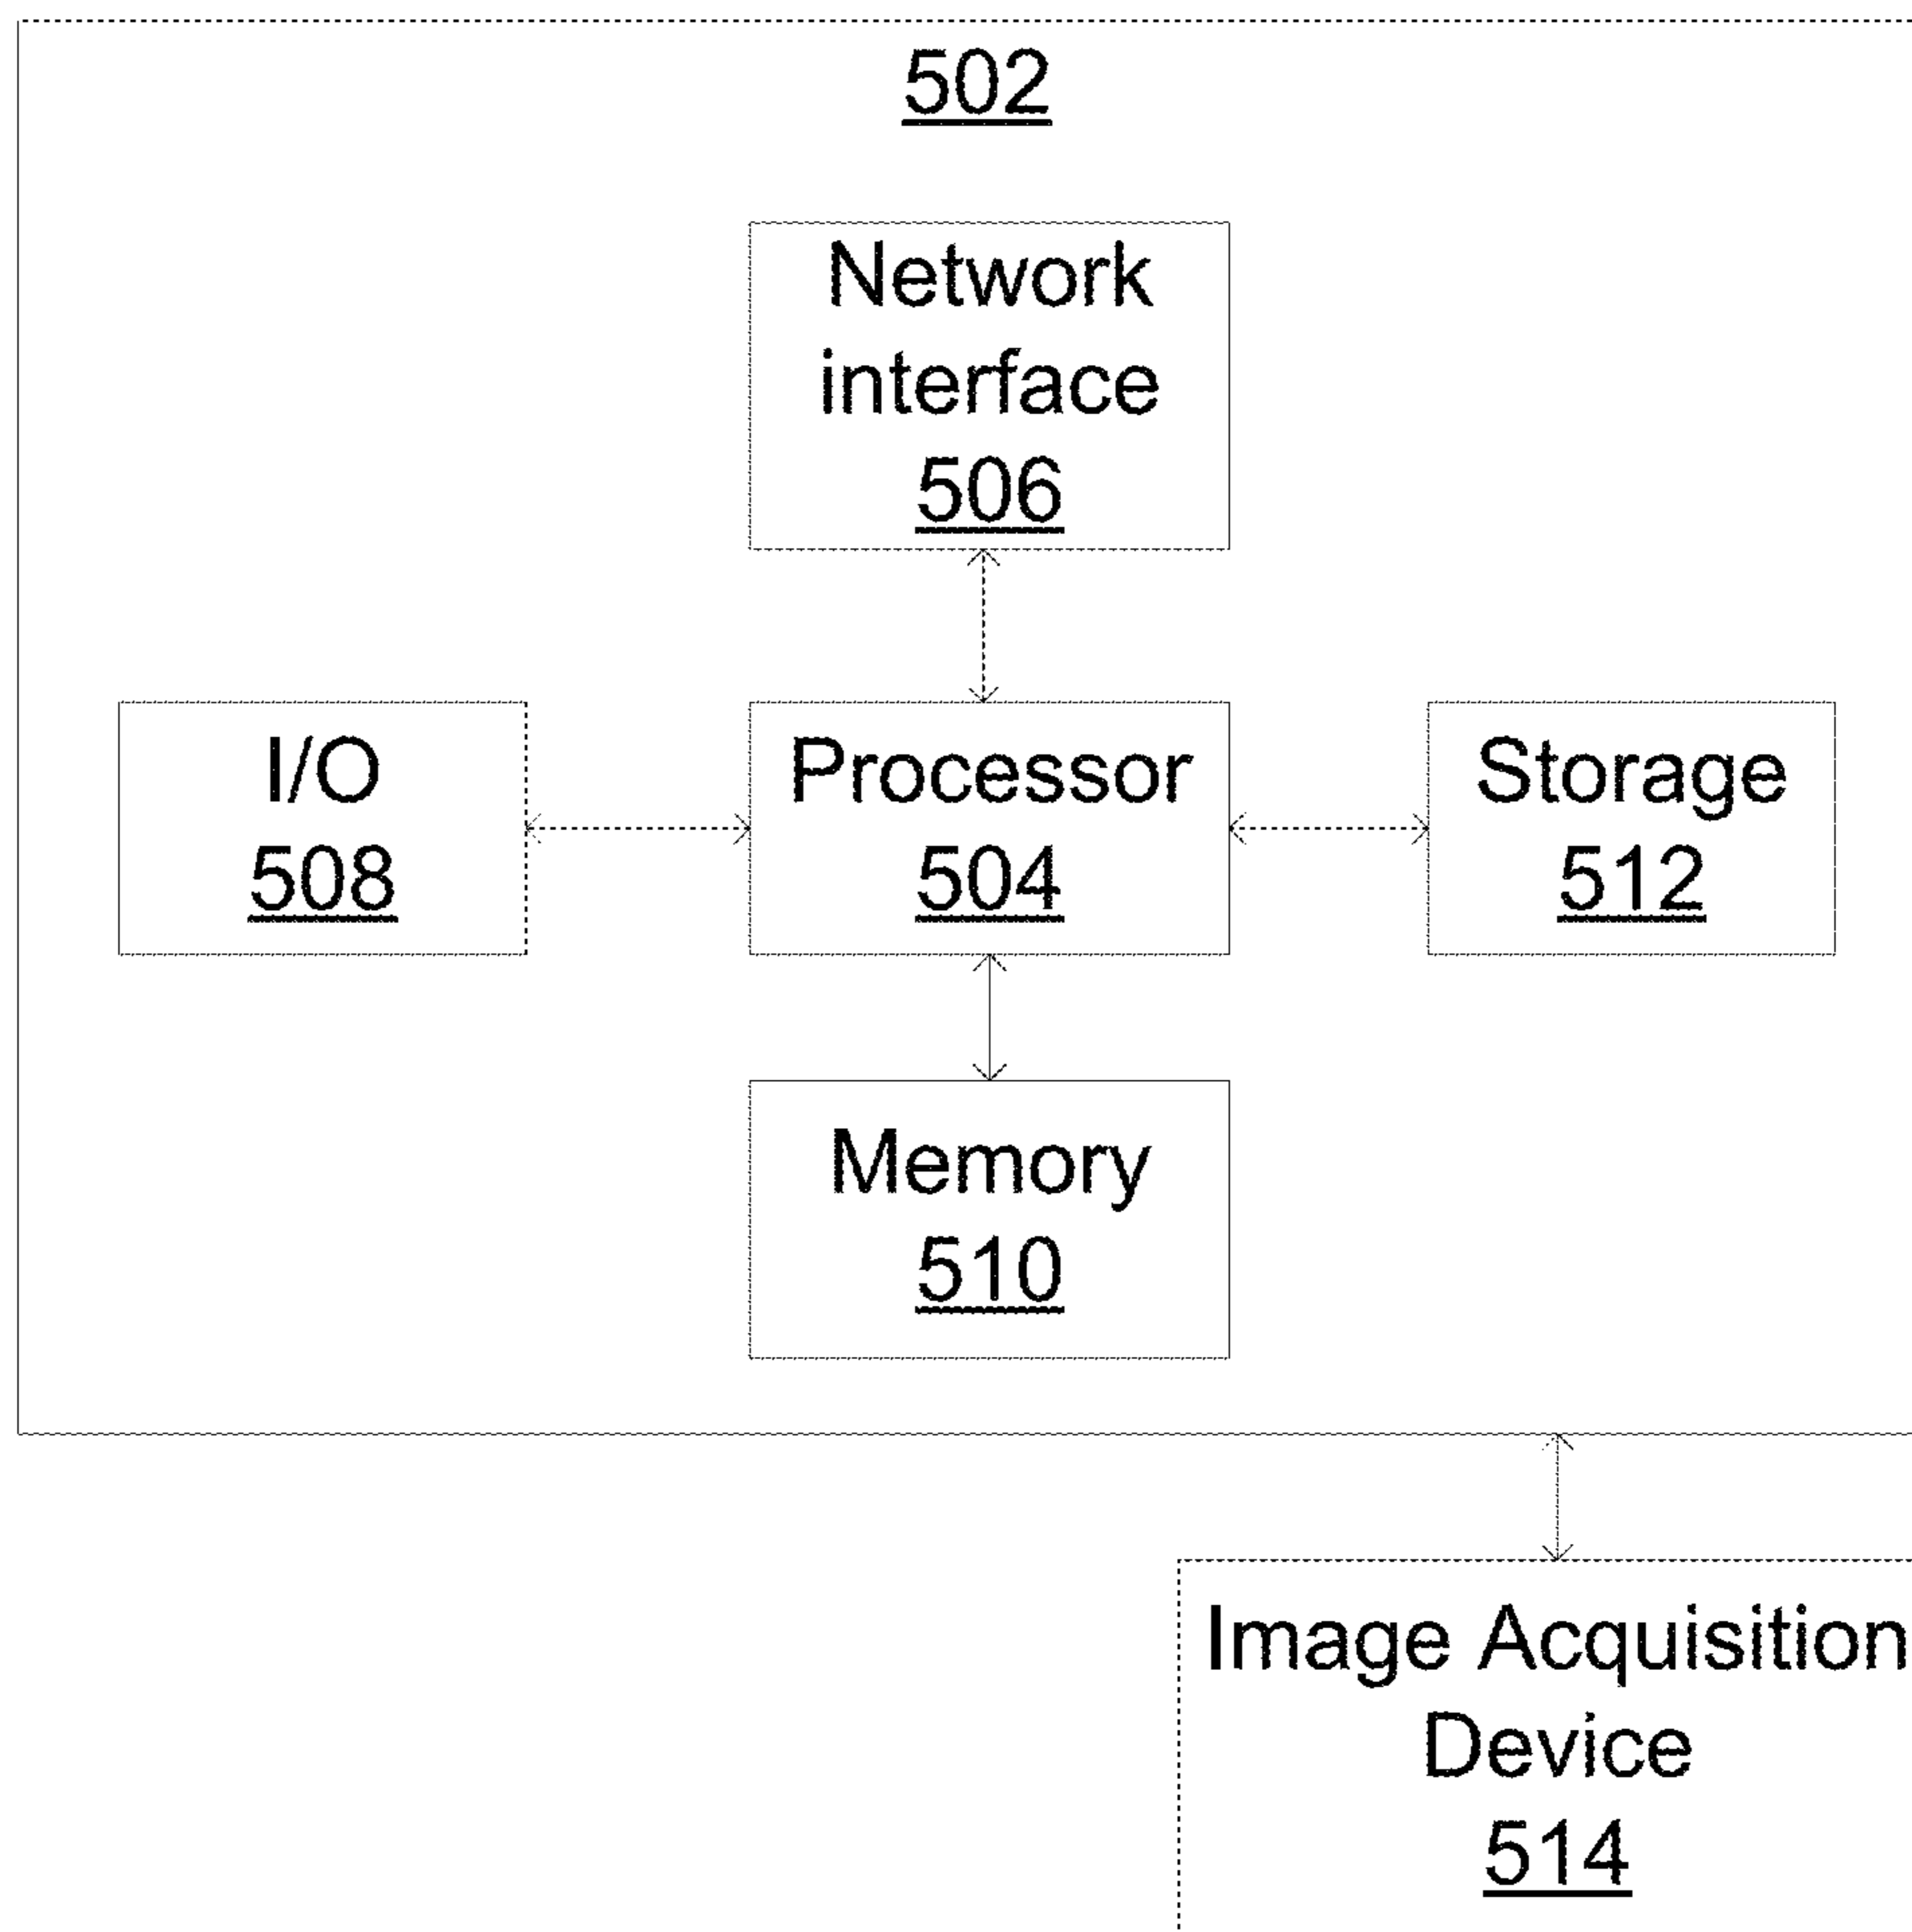 502
Network
interface
506
I/O
508
Processor
504
Storage
512
Memory
510
Image Acquisition
Device
514